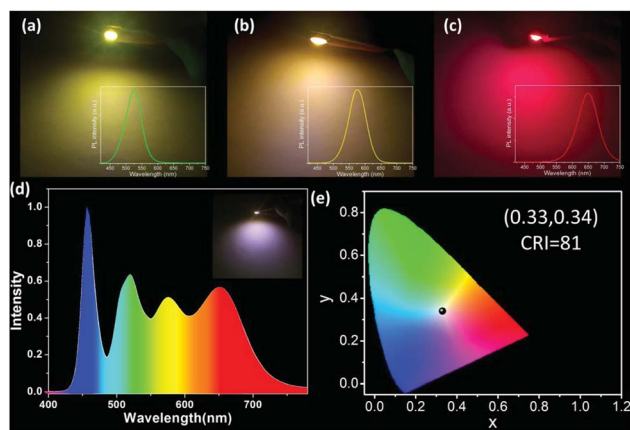 (a)
PL intensity (a.u.)
450 500 550 600 650 700 750
Wavelength (nm)
(b)
PL intensity (a.u.)
450 500 550 600 650 700 750
Wavelength (nm)
(c)
PL intensity (a.u.)
450 500 550 600 650 700 750
Wavelength (nm)
(d)
Intensity
1.0
0.8
0.6
0.4
0.2
0.0
400 500 600 700
Wavelength(nm)
(e)
(0.33,0.34)
CRI=81
y
0.8
0.6
0.4
0.2
0.0
0.0 0.2 0.4 0.6 0.8 1.0 1.2
x